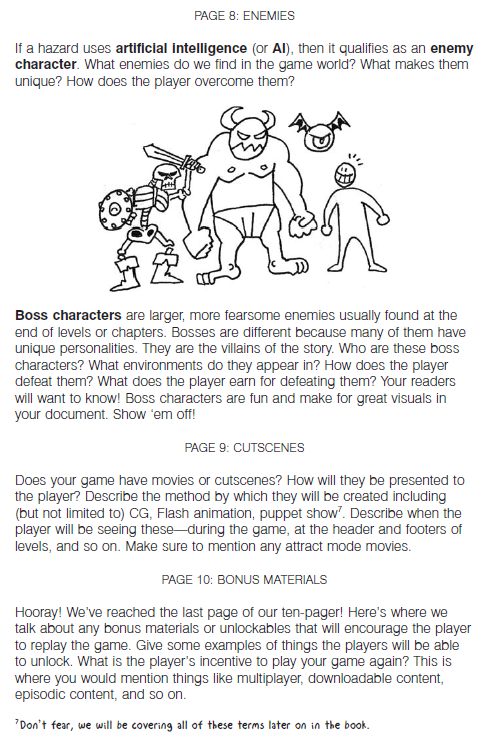 PAGE 8: ENEMIES
If a hazard uses artificial intelligence (or AI), then it qualifies as an enemy
character. What enemies do we find in the game world? What makes them
unique? How does the player overcome them?
Boss characters are larger, more fearsome enemies usually found at the
end of levels or chapters. Bosses are different because many of them have
unique personalities. They are the villains of the story. Who are these boss
characters? What environments do they appear in? How does the player
defeat them? What does the player earn for defeating them? Your readers
will want to know! Boss characters are fun and make for great visuals in
your document. Show ‘em off!
PAGE 9: CUTSCENES
Does your game have movies or cutscenes? How will they be presented to
the player? Describe the method by which they will be created including
(but not limited to) CG, Flash animation, puppet show⁷. Describe when the
player will be seeing these—during the game, at the header and footers of
levels, and so on. Make sure to mention any attract mode movies.
PAGE 10: BONUS MATERIALS
Hooray! We’ve reached the last page of our ten-pager! Here’s where we
talk about any bonus materials or unlockables that will encourage the player
to replay the game. Give some examples of things the players will be able
to unlock. What is the player’s incentive to play your game again? This is
where you would mention things like multiplayer, downloadable content,
episodic content, and so on.
⁷Don’t fear, we will be covering all of these terms later on in the book.